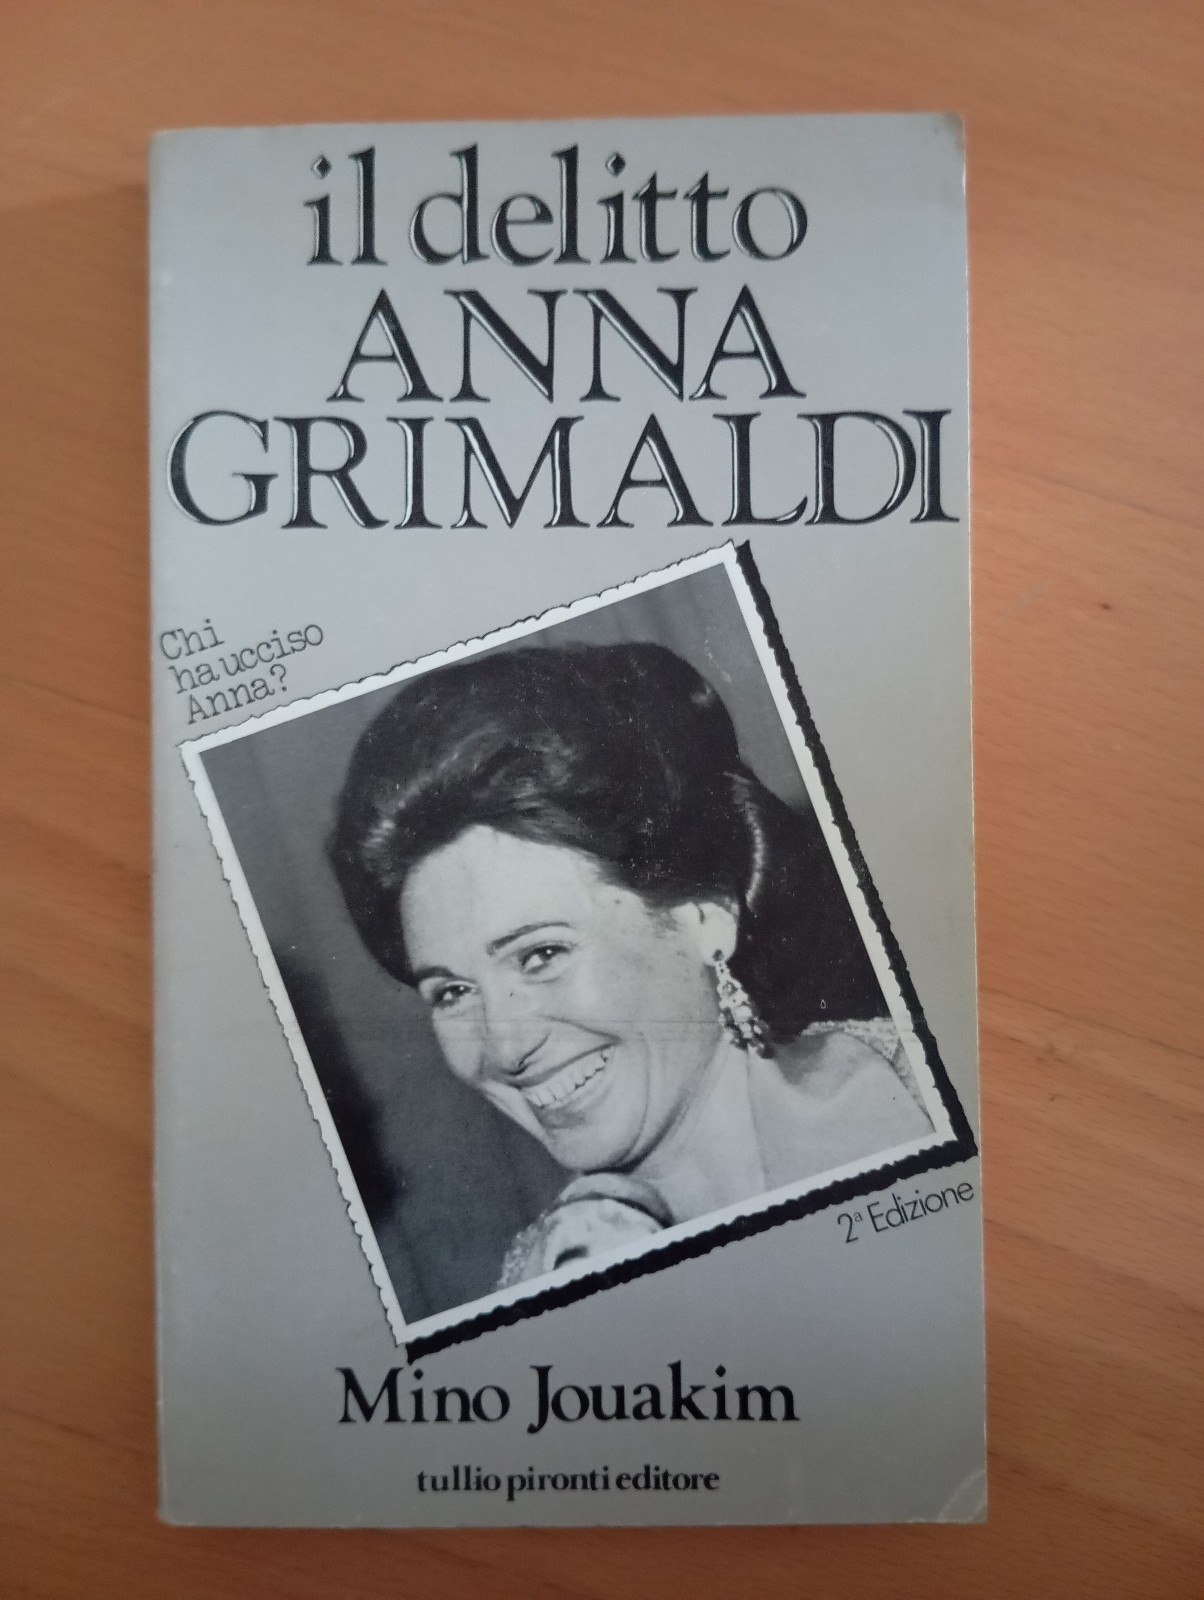 il delitto
ANNA
GRIMALDI
Chi
ha ucciso
Anna?
2ª Edizione
Mino Jouakim
tullio pironti editore